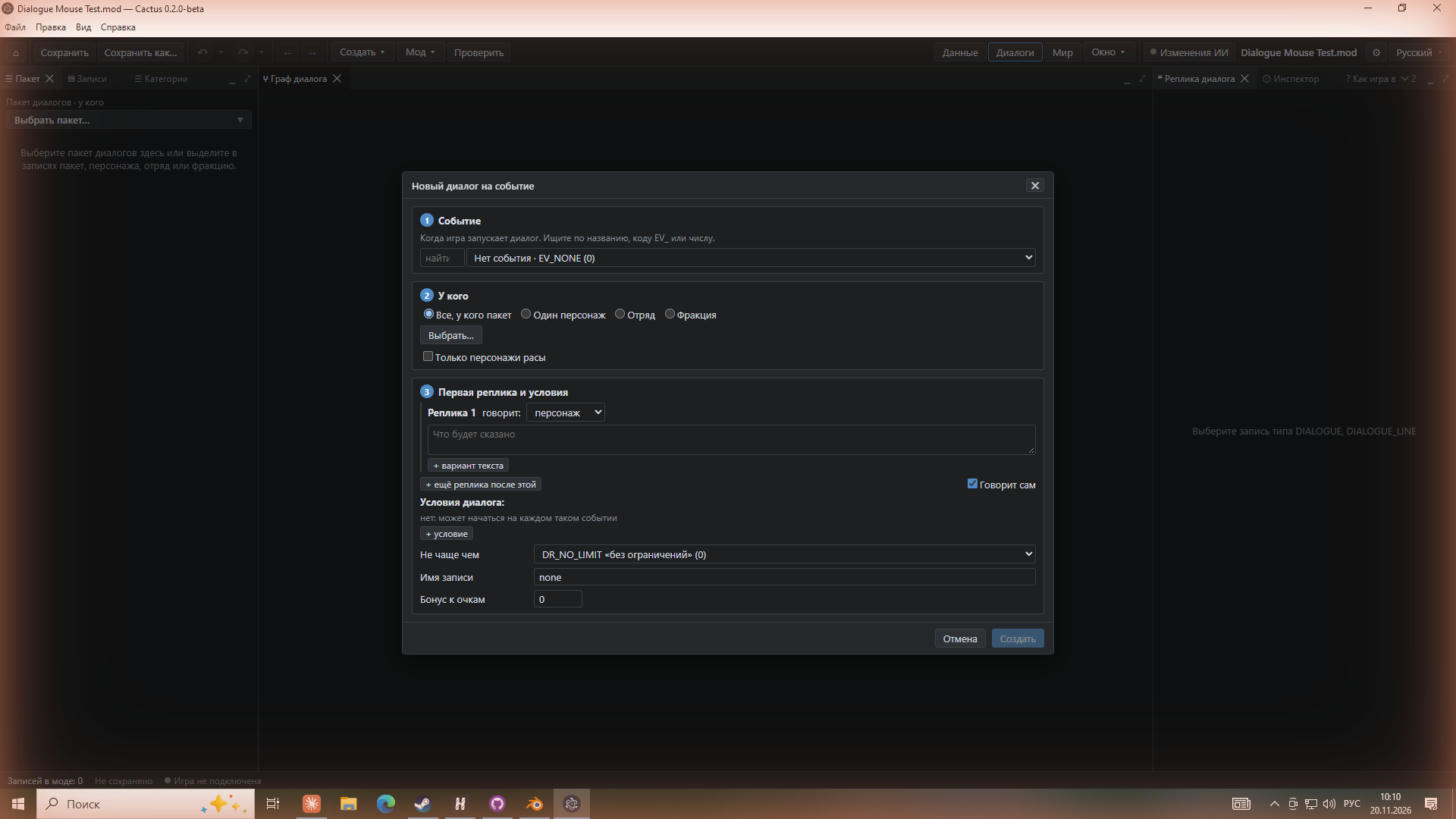 Dialogue Mouse Test.mod — Cactus 0.2.0-beta
Файл Правка Вид Справка
Сохранить Сохранить как... Создать Мод Проверить Данные Диалоги Мир Окно Изменения ИИ Dialogue Mouse Test.mod Русский
Пакет Записи Категории Граф диалога Реплика диалога Инспектор ? Как игра в 2
Пакет диалогов - у кого
Выбрать пакет...
Выберите пакет диалогов здесь или выделите в
записях пакет, персонажа, отряд или фракцию.
Новый диалог на событие
1 Событие
Когда игра запускает диалог. Ищите по названию, коду EV_ или числу.
найти Нет события · EV_NONE (0)
2 У кого
Все, у кого пакет Один персонаж Отряд Фракция
Выбрать...
Только персонажи расы
3 Первая реплика и условия
Реплика 1 говорит: персонаж
Что будет сказано
+ вариант текста
+ ещё реплика после этой Говорит сам
Условия диалога:
нет: может начаться на каждом таком событии
+ условие
Не чаще чем DR_NO_LIMIT «без ограничений» (0)
Имя записи none
Бонус к очкам 0
Отмена Создать
Выберите запись типа DIALOGUE, DIALOGUE_LINE
Записей в моде: 0 Не сохранено Игра не подключена
Поиск РУС 10:10
20.11.2026